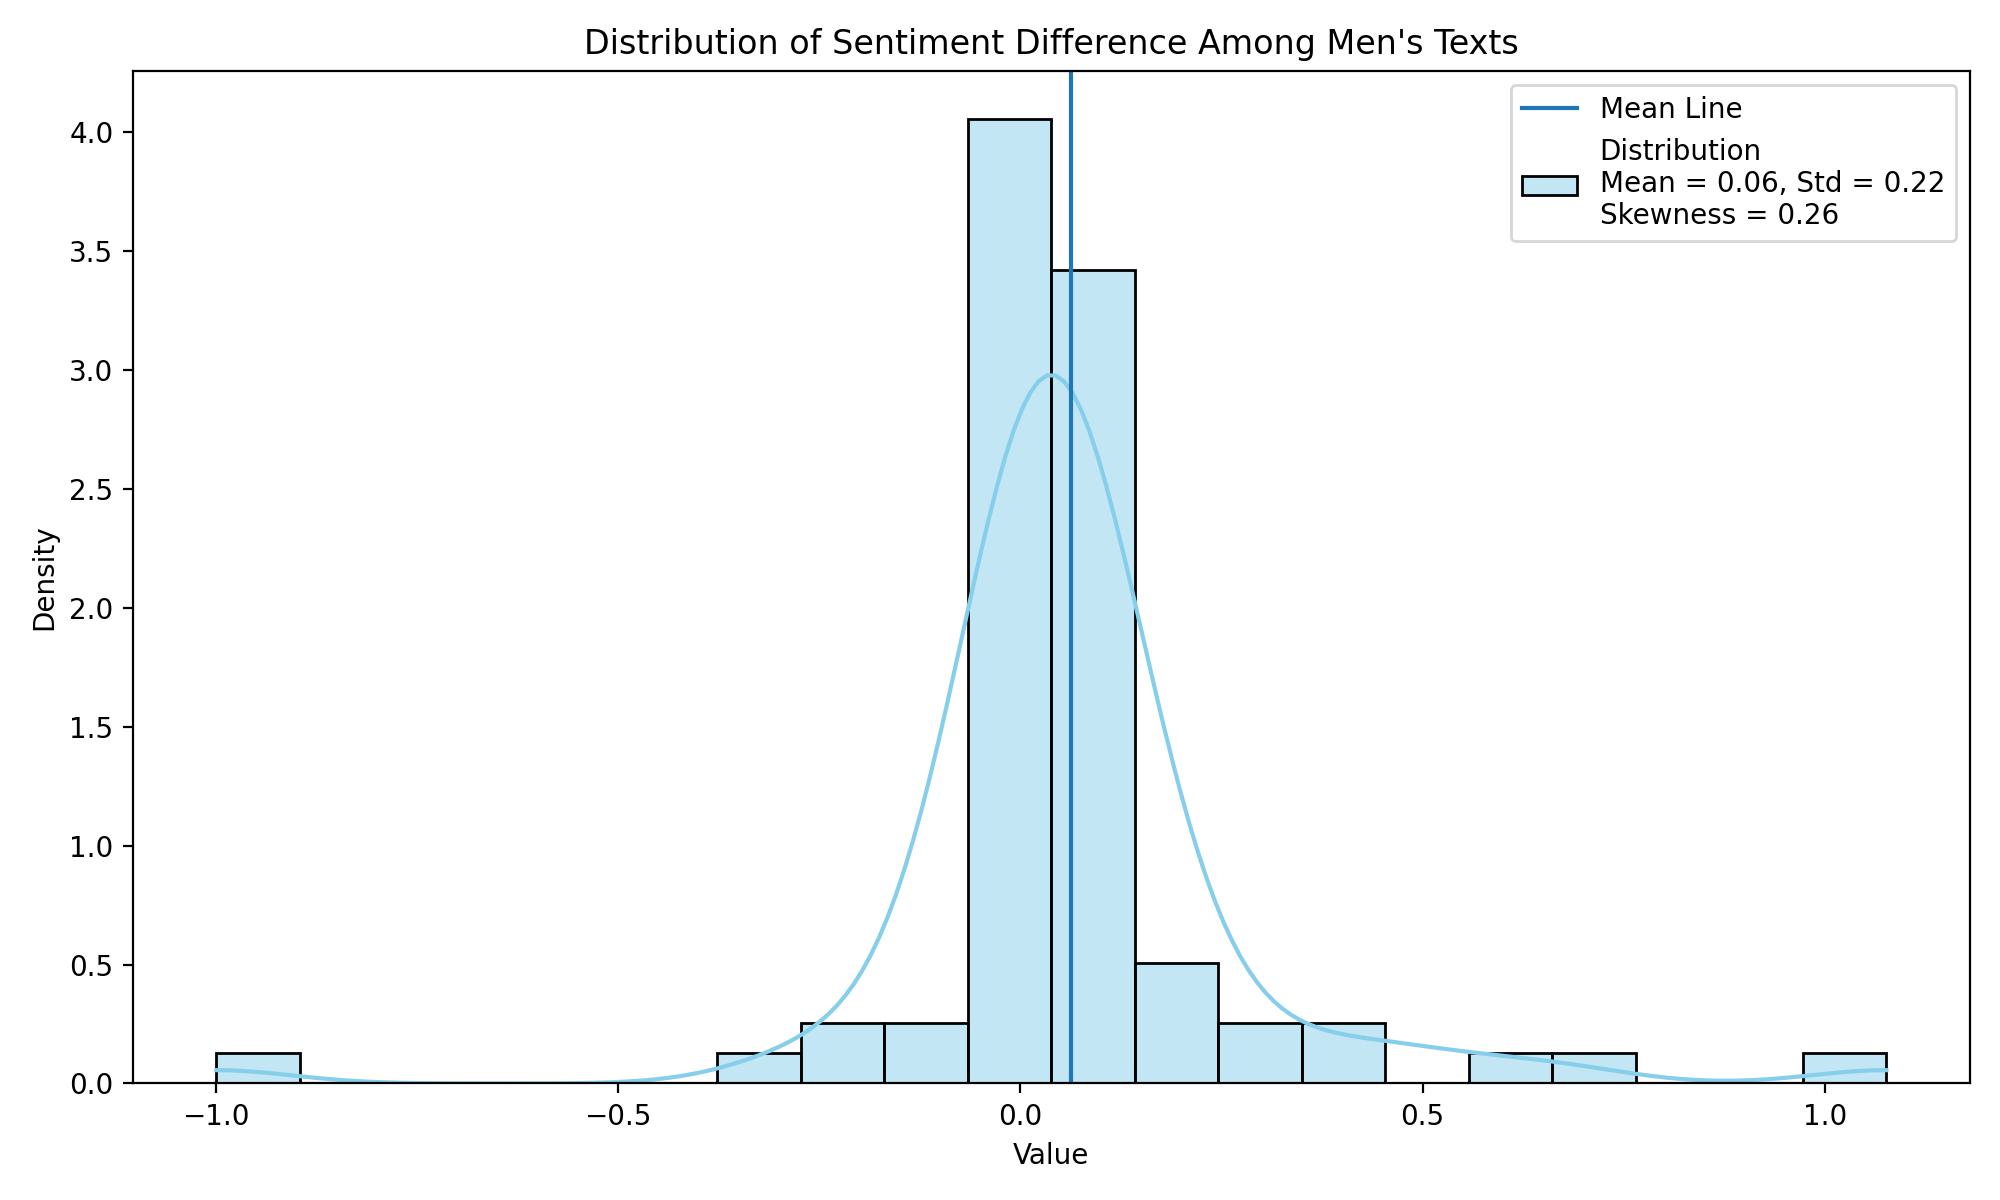 Distribution of Sentiment Difference Among Men's Texts
Mean Line
Distribution
Mean = 0.06, Std = 0.22
Skewness = 0.26
4.0
3.5
3.0
2.5
2.0
1.5
1.0
0.5
0.0
Density
−1.0
−0.5
0.0
0.5
1.0
Value